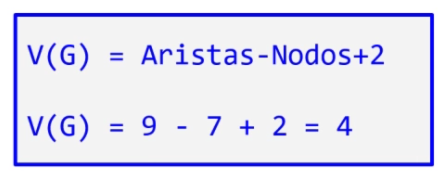 V(G) = Aristas-Nodos+2
V(G) = 9 - 7 + 2 = 4